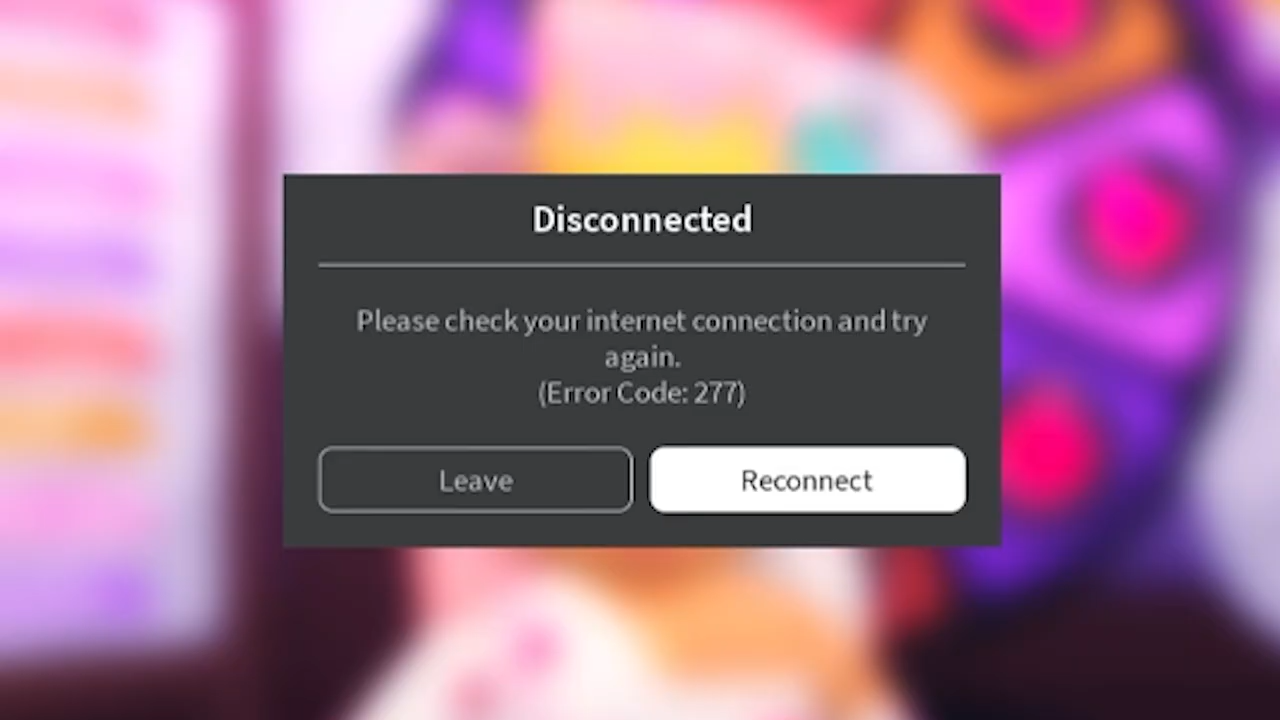 Disconnected
Please check your internet connection and try
again.
(Error Code: 277)
Leave
Reconnect